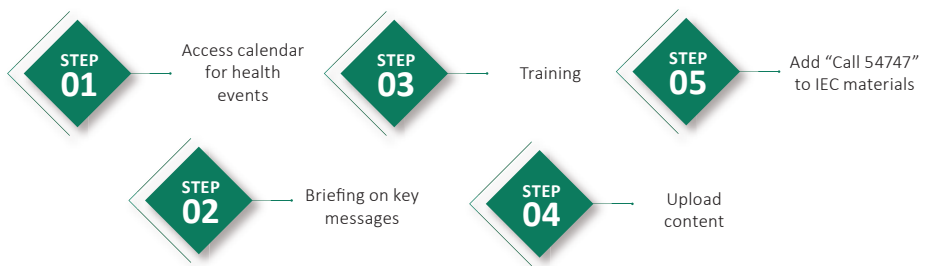 STEP
01
Access calendar
for health
events
STEP
02
Briefing on key
messages
STEP
03
Training
STEP
04
Upload
content
STEP
05
Add “Call 54747”
to IEC materials